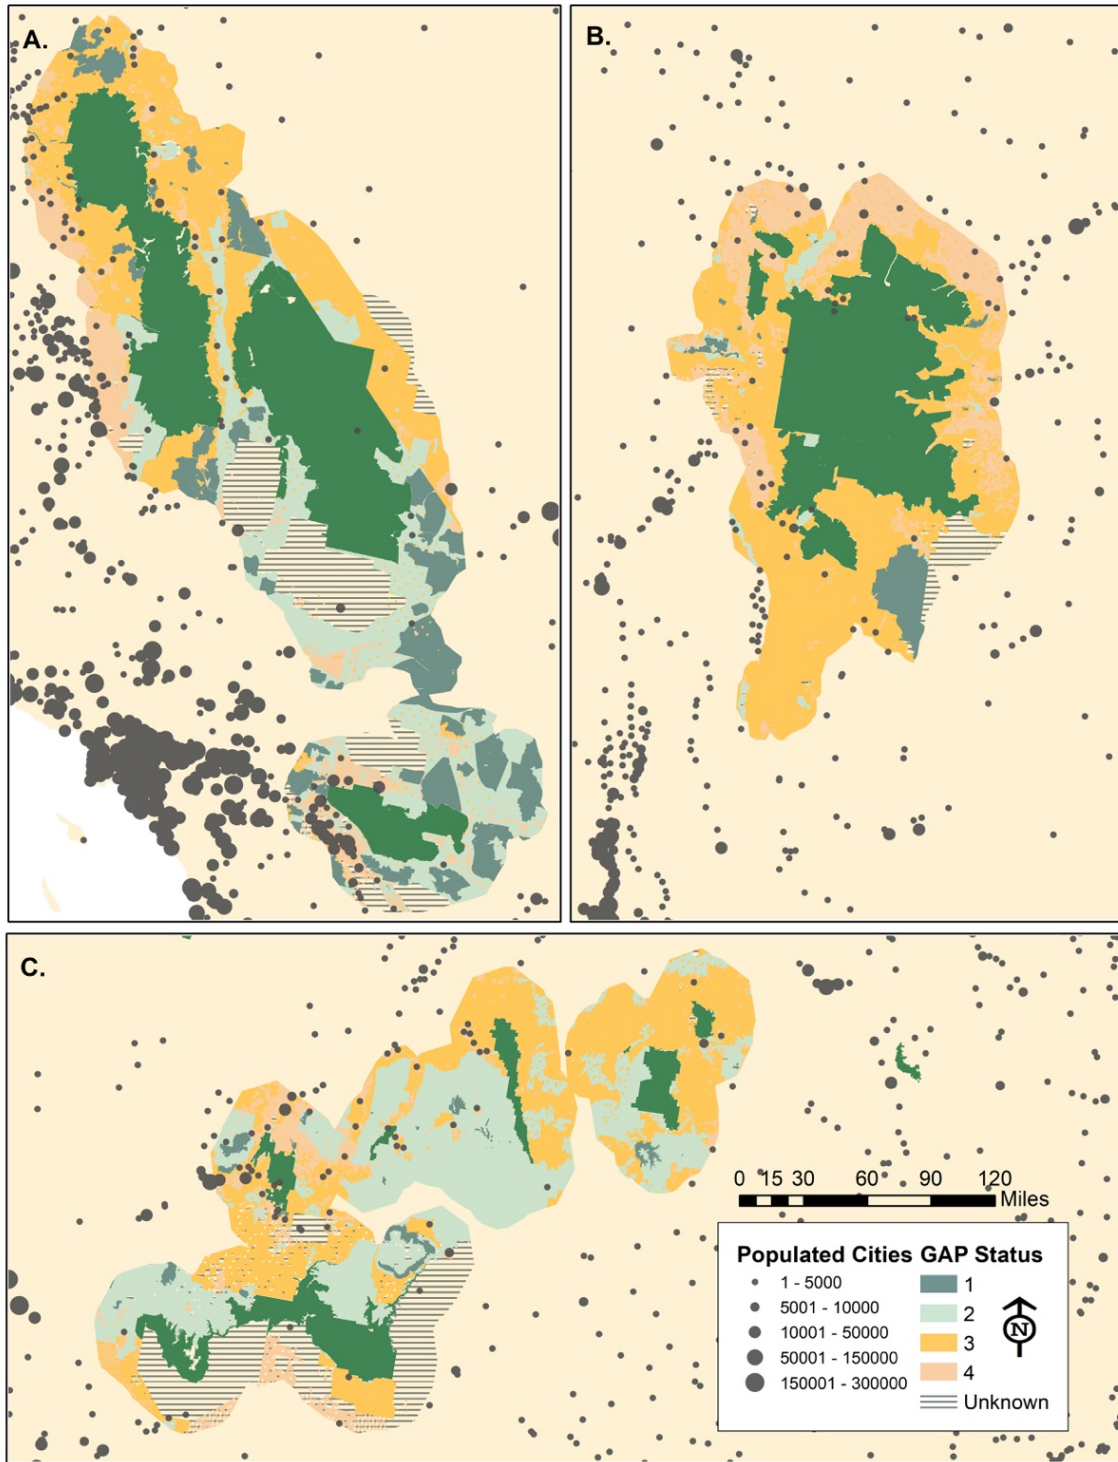 A.
B.
C.
0 15 30 60 90 120
Miles
Populated Cities GAP Status
1 - 5000 1
5001 - 10000 2
10001 - 50000 3
50001 - 150000 4
150001 - 300000 Unknown
N